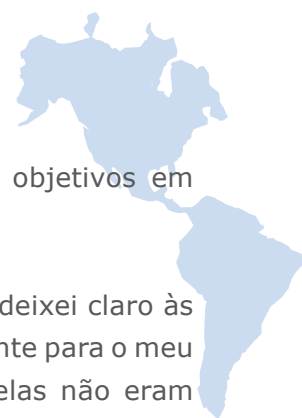 objetivos em
deixei claro às
nte para o meu
elas não eram